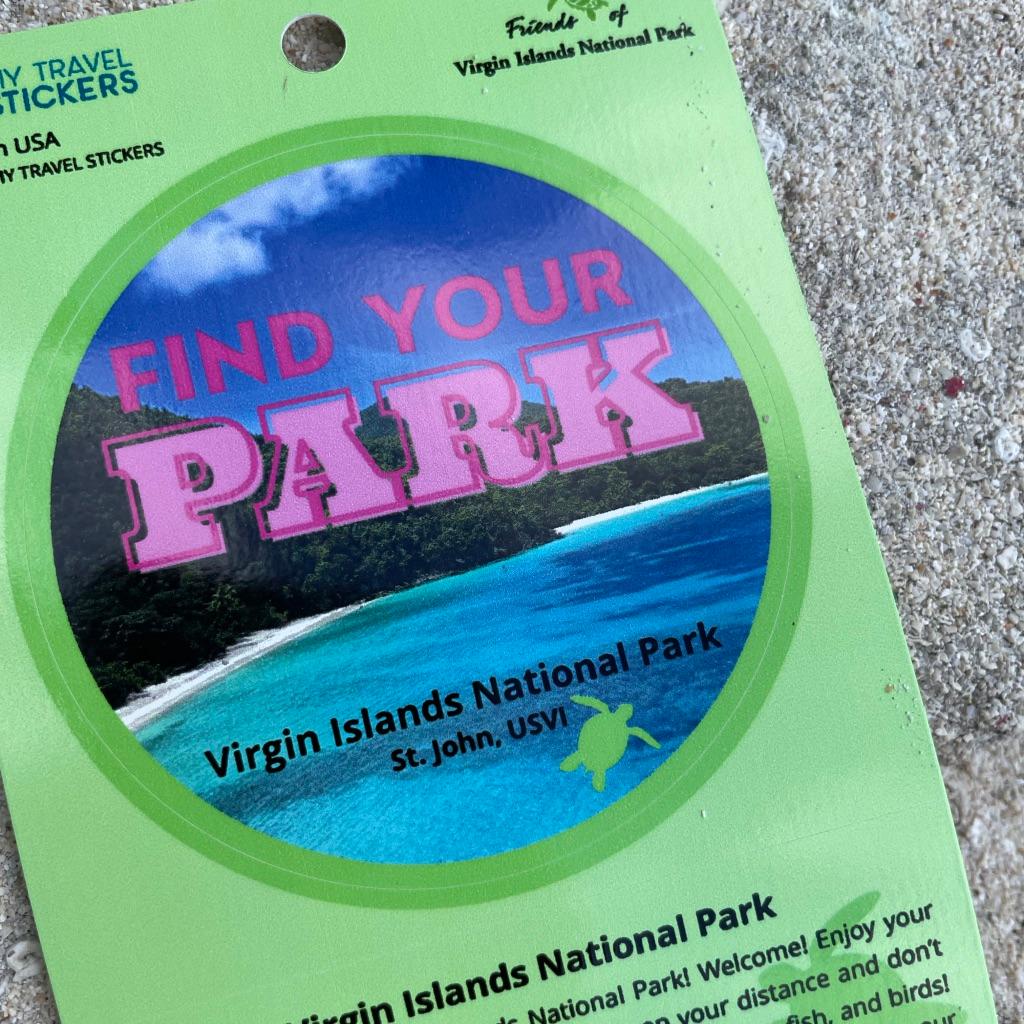 MY TRAVEL
STICKERS
USA
MY TRAVEL STICKERS
Friends of
Virgin Islands National Park
FIND YOUR
PARK
Virgin Islands National Park
St. John, USVI
Virgin Islands National Park
National Park! Welcome! Enjoy your
your distance and don't
fish, and birds!